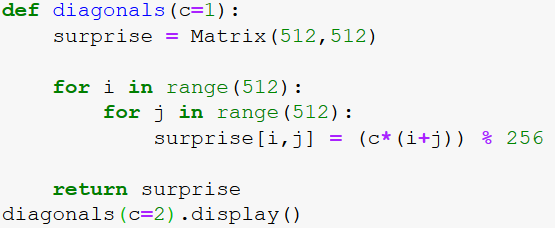 def diagonals(c=1):
    surprise = Matrix(512,512)
    for i in range(512):
        for j in range(512):
            surprise[i,j] = (c*(i+j)) % 256
    return surprise
diagonals(c=2).display()